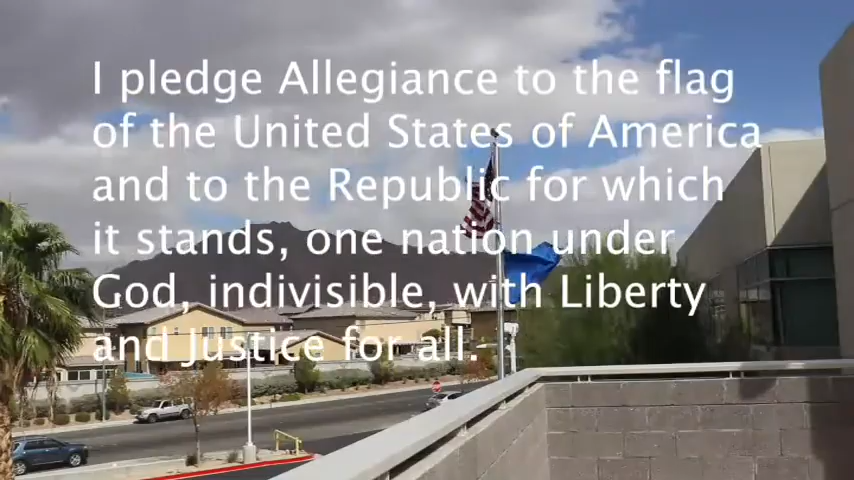 I pledge Allegiance to the flag
of the United States of America
and to the Republic for which
it stands, one nation under
God, indivisible, with Liberty
and Justice for all.